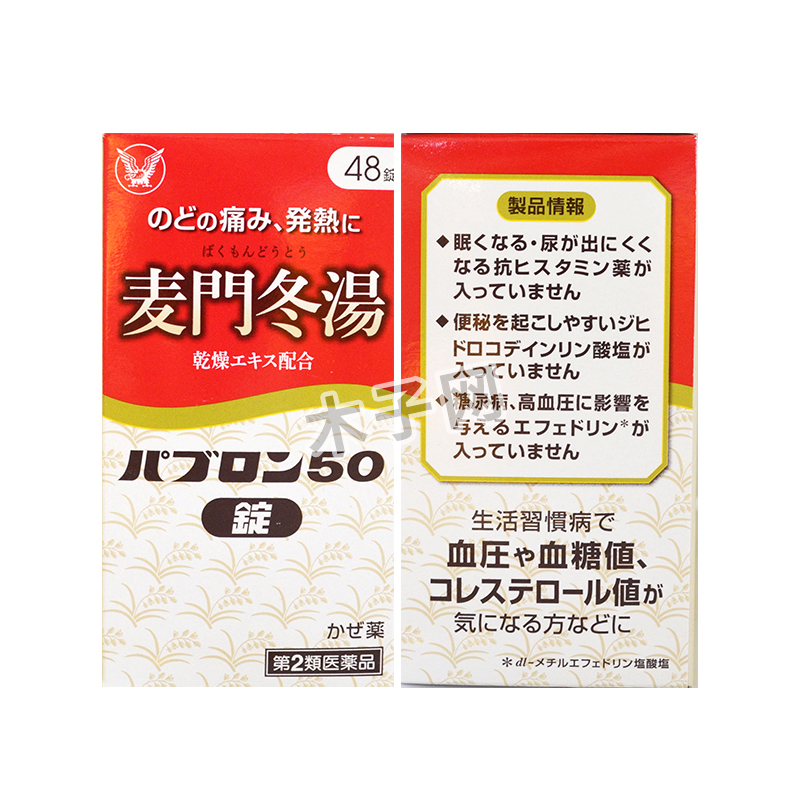 48錠
のどの痛み、発熱に
ばくもんどうとう
麦門冬湯
乾燥エキス配合
パブロン50
錠
かぜ薬
第2類医薬品
製品情報
◆眠くなる・尿が出にくく
なる抗ヒスタミン薬が
入っていません
◆便秘を起こしやすいジヒ
ドロコデインリン酸塩が
入っていません
◆糖尿病、高血圧に影響を
与えるエフェドリン*が
入っていません
生活習慣病で
血圧や血糖値、
コレステロール値が
気になる方などに
*dl-メチルエフェドリン塩酸塩
木子网